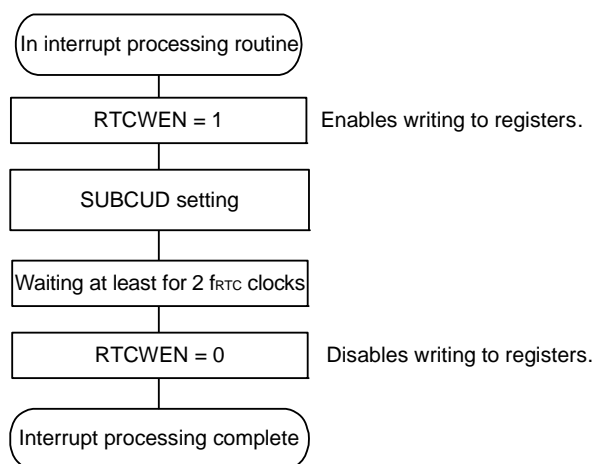 In interrupt processing routine
RTCWEN = 1
Enables writing to registers.
SUBCUD setting
Waiting at least for 2 fRTC clocks
RTCWEN = 0
Disables writing to registers.
Interrupt processing complete